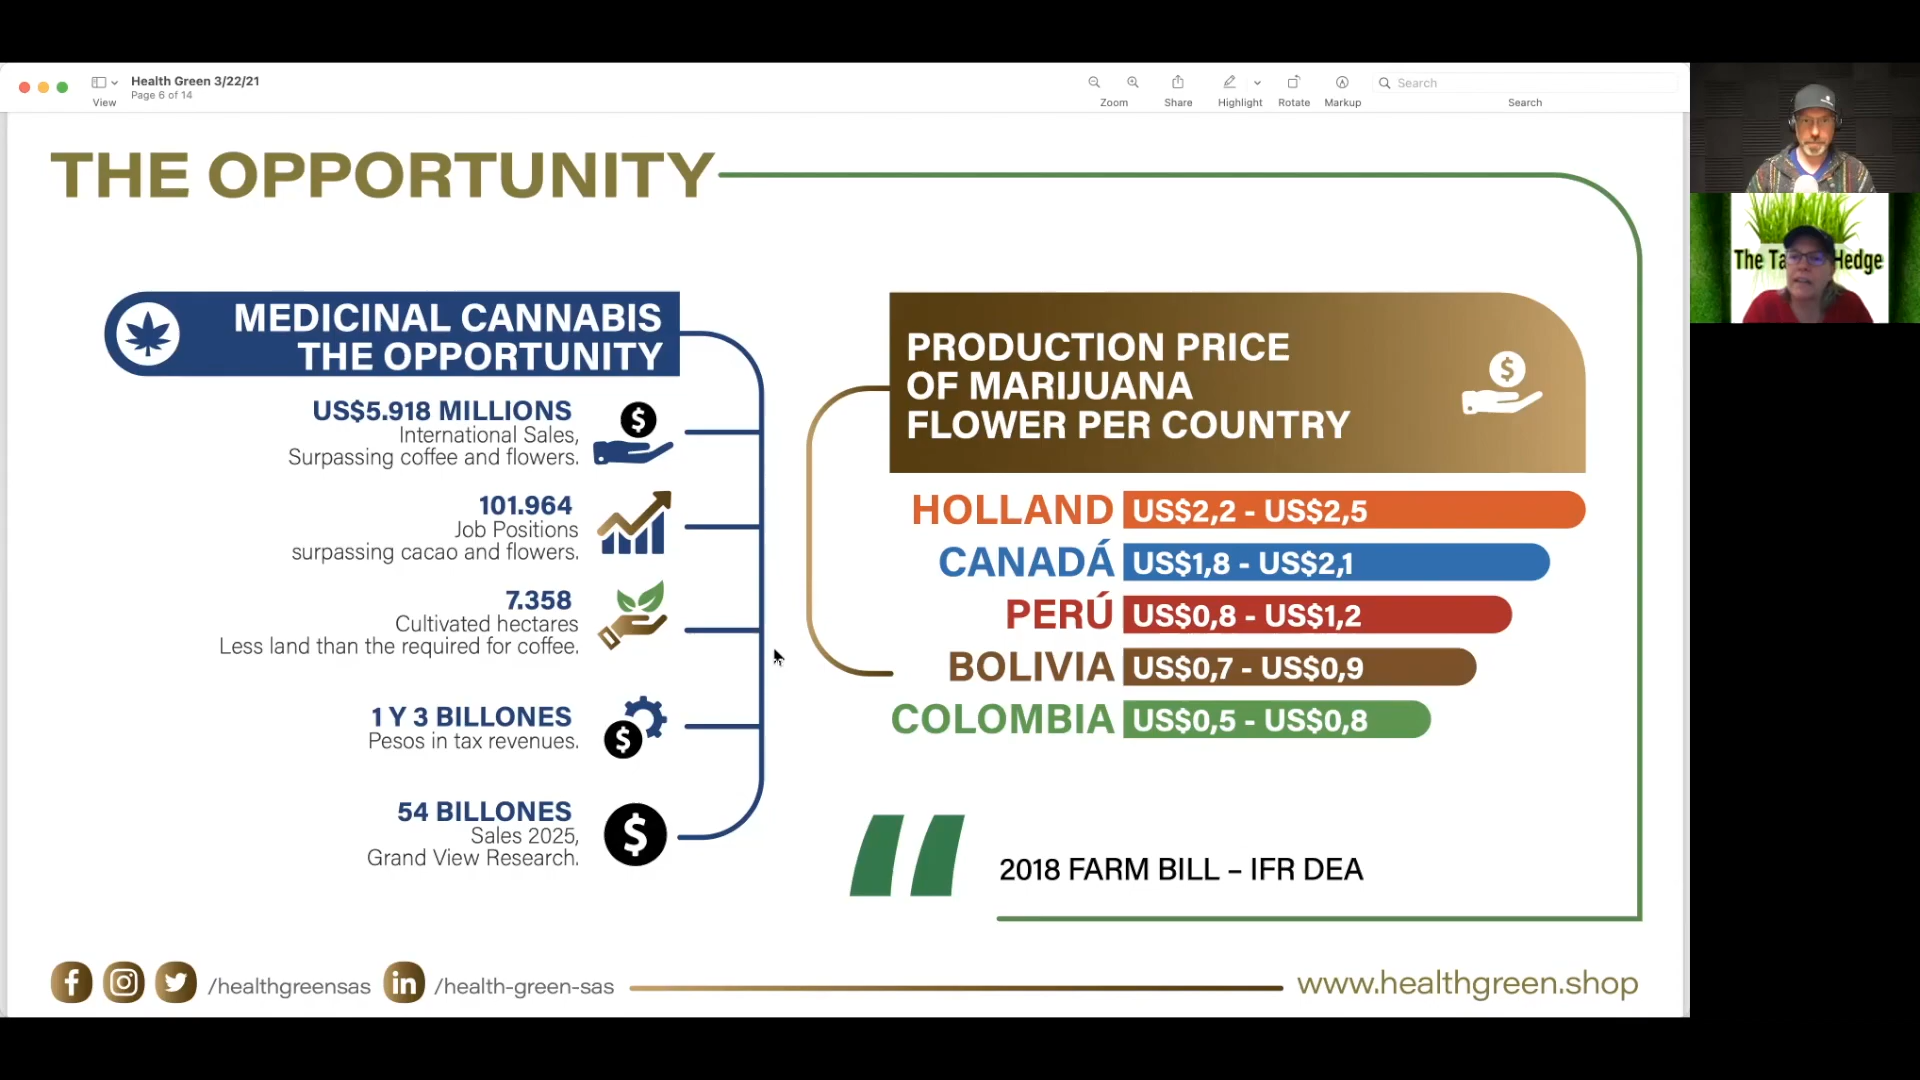 Health Green 3/22/21
Page 6 of 14
View
Zoom
Share
Highlight
Rotate
Markup
Search
Search
THE OPPORTUNITY
MEDICINAL CANNABIS
THE OPPORTUNITY
US$5.918 MILLIONS
International Sales,
Surpassing coffee and flowers.
101.964
Job Positions
surpassing cacao and flowers.
7.358
Cultivated hectares
Less land than the required for coffee.
1 Y 3 BILLONES
Pesos in tax revenues.
54 BILLONES
Sales 2025,
Grand View Research.
PRODUCTION PRICE
OF MARIJUANA
FLOWER PER COUNTRY
HOLLAND US$2,2 - US$2,5
CANADÁ US$1,8 - US$2,1
PERÚ US$0,8 - US$1,2
BOLIVIA US$0,7 - US$0,9
COLOMBIA US$0,5 - US$0,8
2018 FARM BILL – IFR DEA
/healthgreensas
/health-green-sas
www.healthgreen.shop
The Hedge